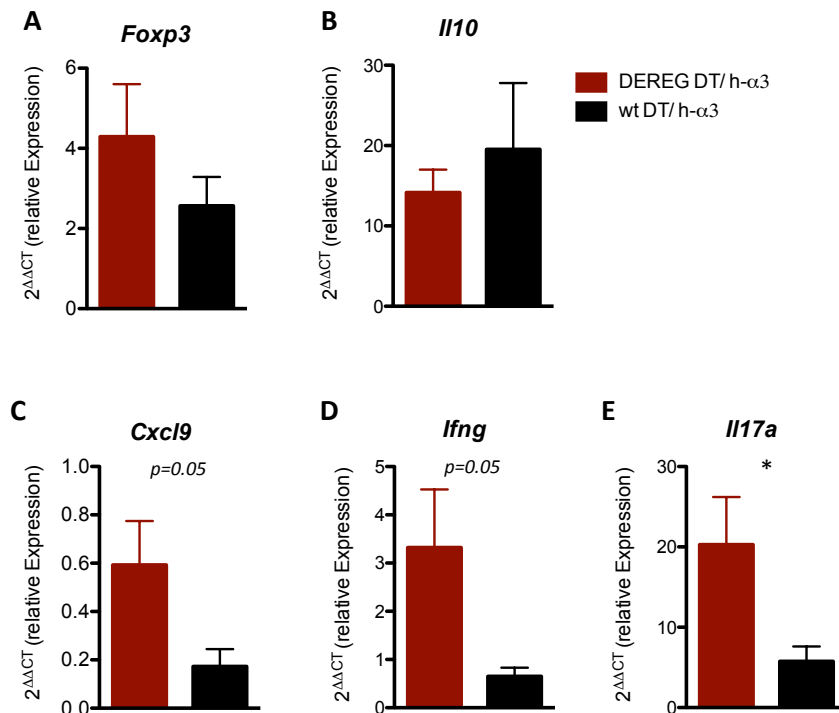 A
Foxp3
2ΔΔCT (relative Expression)
6
4
2
0
B
Il10
2ΔΔCT (relative Expression)
30
20
10
0
DEREG DT/ h-α3
wt DT/ h-α3
C
Cxcl9
p=0.05
2ΔΔCT (relative Expression)
1.0
0.8
0.6
0.4
0.2
0.0
D
Ifng
p=0.05
2ΔΔCT (relative Expression)
5
4
3
2
1
0
E
Il17a
*
2ΔΔCT (relative Expression)
30
20
10
0